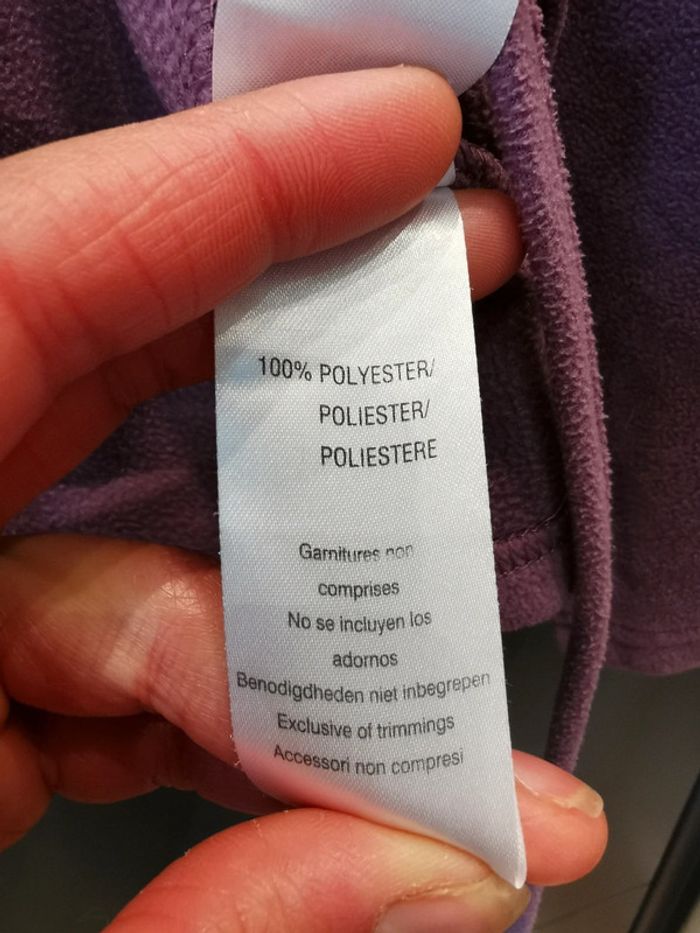 100% POLYESTER/
POLIESTER/
POLIESTERE
Garnitures non
comprises
No se incluyen los
adornos
Benodigdheden niet inbegrepen
Exclusive of trimmings
Accessori non compresi